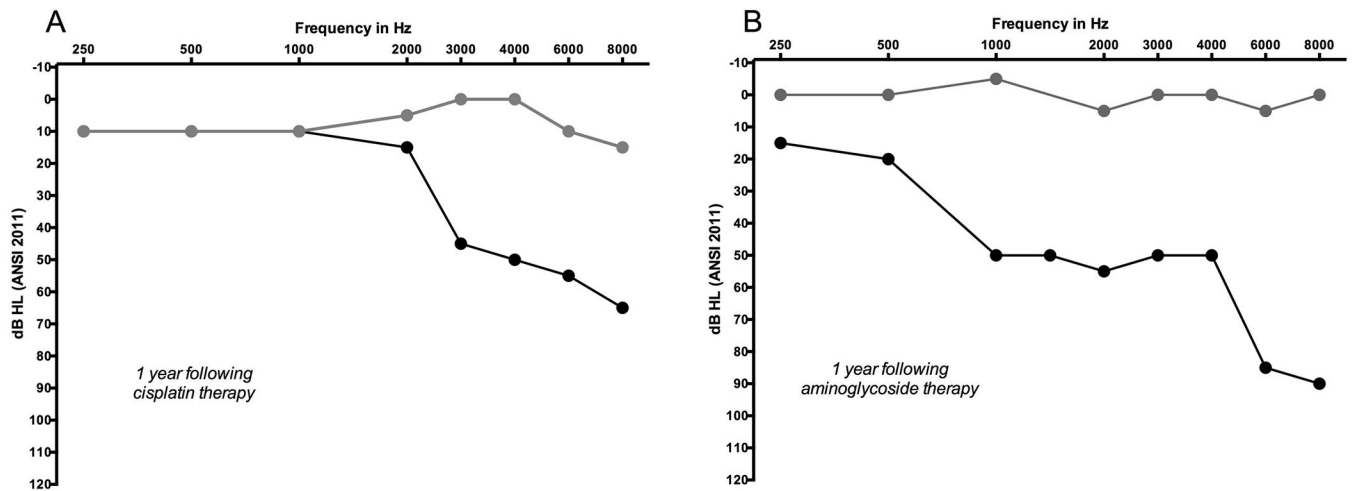 A
Frequency in Hz
250 500 1000 2000 3000 4000 6000 8000
-10
0
10
20
30
40
50
60
70
80
90
100
110
120
dB HL (ANSI 2011)
1 year following
cisplatin therapy
B
Frequency in Hz
250 500 1000 2000 3000 4000 6000 8000
-10
0
10
20
30
40
50
60
70
80
90
100
110
120
dB HL (ANSI 2011)
1 year following
aminoglycoside therapy